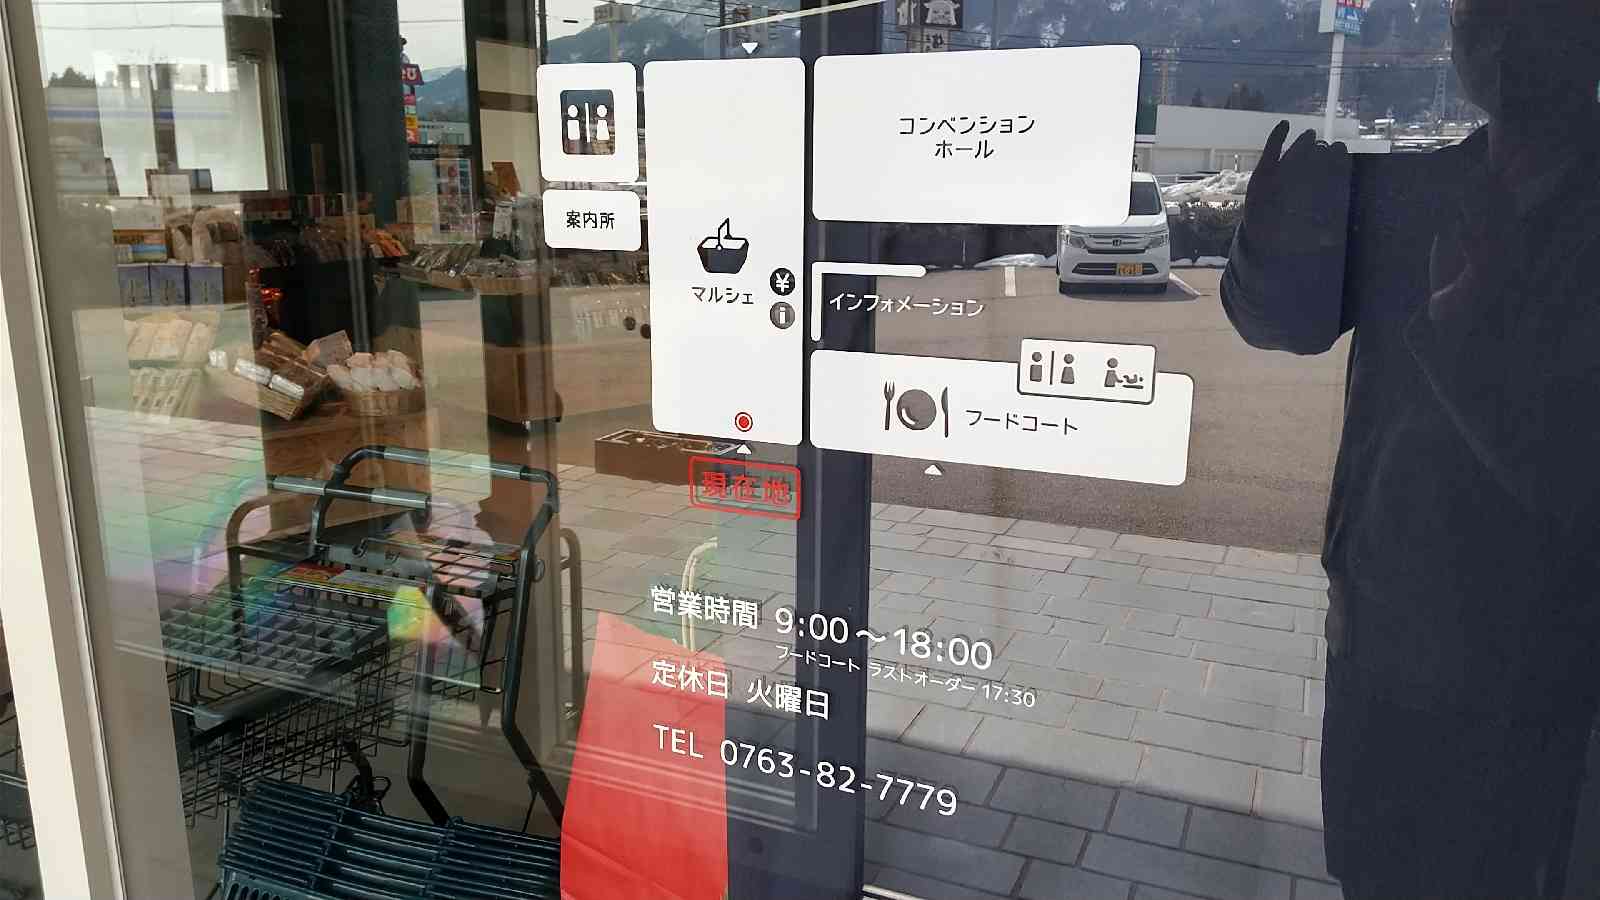 コンベンション
ホール
案内所
マルシェ
¥
i
インフォメーション
フードコート
現在地
営業時間 9:00～18:00
フードコート ラストオーダー 17:30
定休日 火曜日
TEL 0763-82-7779